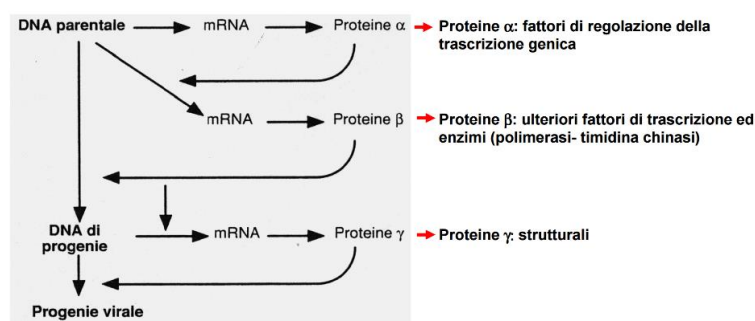 DNA parentale mRNA Proteine α Proteine α: fattori di regolazione della
trascrizione genica
mRNA Proteine β Proteine β: ulteriori fattori di trascrizione ed
enzimi (polimerasi- timidina chinasi)
DNA di
progenie
mRNA Proteine γ Proteine γ: strutturali
Progenie virale